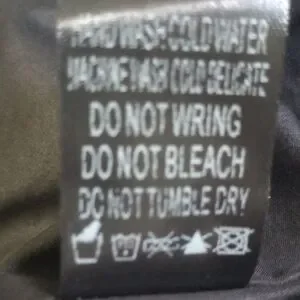 HAND WASH COLD WATER
MACHINE WASH COLD DELICATE
DO NOT WRING
DO NOT BLEACH
DO NOT TUMBLE DRY